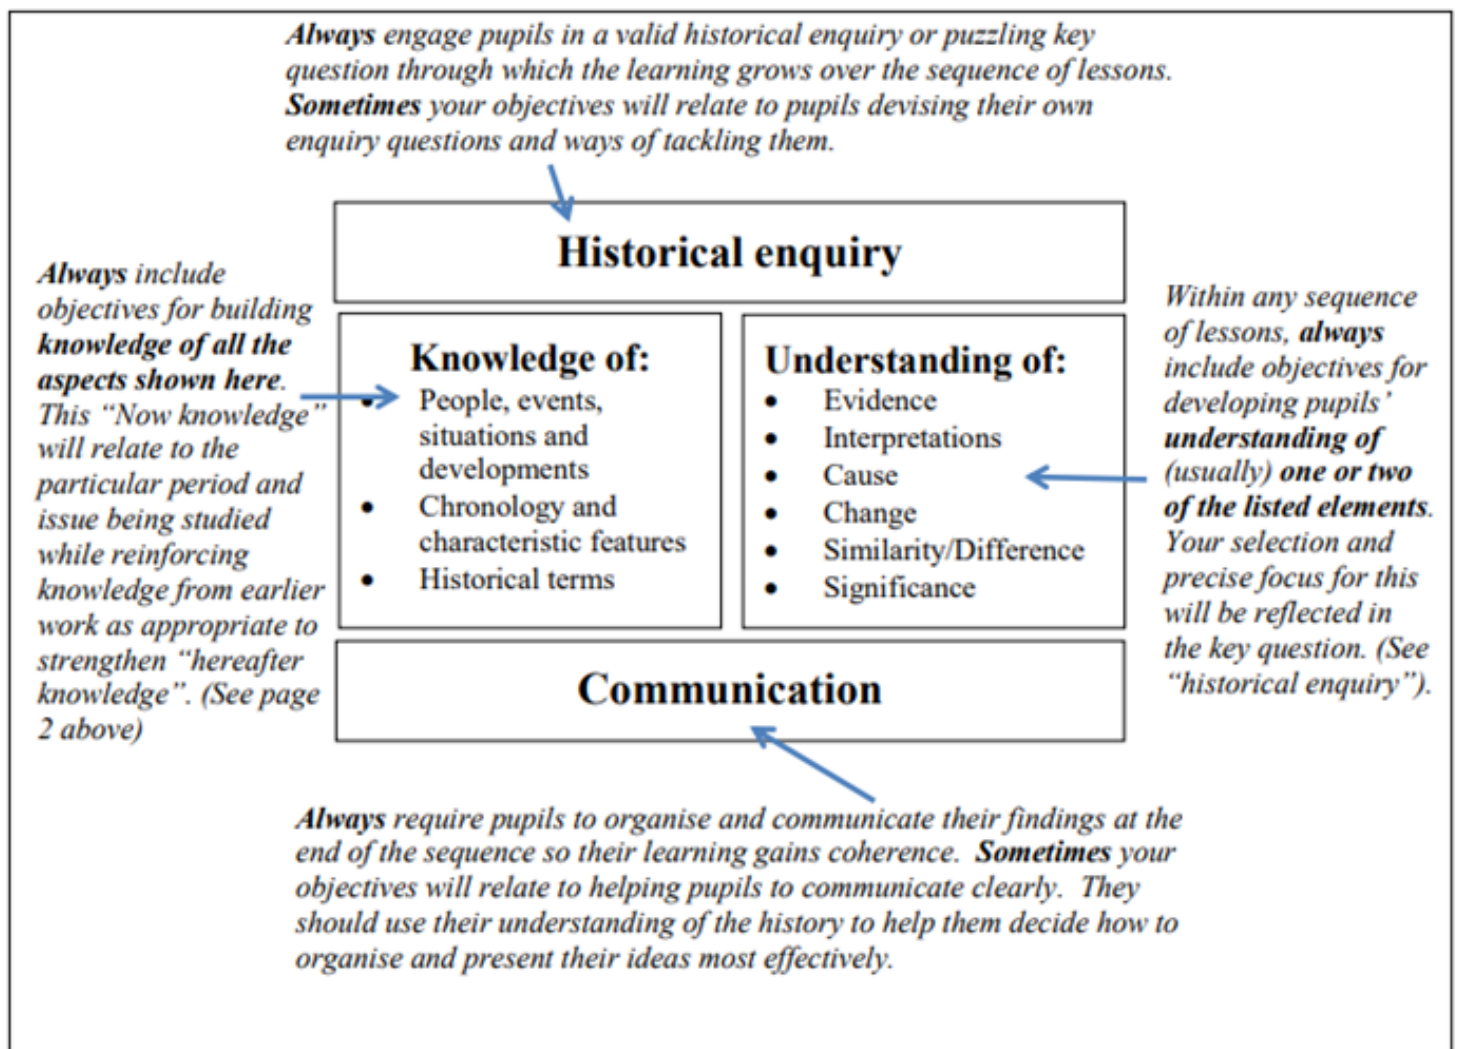 Always engage pupils in a valid historical enquiry or puzzling key
question through which the learning grows over the sequence of lessons.
Sometimes your objectives will relate to pupils devising their own
enquiry questions and ways of tackling them.
Historical enquiry
Always include
objectives for building
knowledge of all the
aspects shown here.
This “Now knowledge”
will relate to the
particular period and
issue being studied
while reinforcing
knowledge from earlier
work as appropriate to
strengthen “hereafter
knowledge”. (See page
2 above)
Knowledge of:
• People, events,
situations and
developments
• Chronology and
characteristic features
• Historical terms
Understanding of:
• Evidence
• Interpretations
• Cause
• Change
• Similarity/Difference
• Significance
Within any sequence
of lessons, always
include objectives for
developing pupils’
understanding of
(usually) one or two
of the listed elements.
Your selection and
precise focus for this
will be reflected in
the key question. (See
“historical enquiry”).
Communication
Always require pupils to organise and communicate their findings at the
end of the sequence so their learning gains coherence. Sometimes your
objectives will relate to helping pupils to communicate clearly. They
should use their understanding of the history to help them decide how to
organise and present their ideas most effectively.